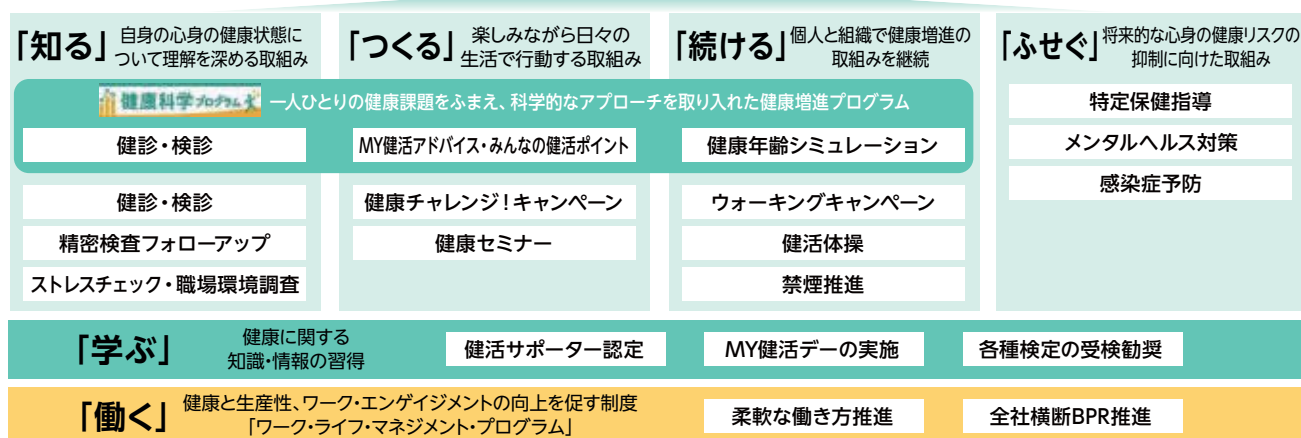 「知る」 自身の心身の健康状態に
ついて理解を深める取組み
「つくる」 楽しみながら日々の
生活で行動する取組み
「続ける」 個人と組織で健康増進の
取組みを継続
「ふせぐ」 将来的な心身の健康リスクの
抑制に向けた取組み
健康科学プログラム 一人ひとりの健康課題をふまえ、科学的なアプローチを取り入れた健康増進プログラム
健診・検診
MY健活アドバイス・みんなの健活ポイント
健康年齢シミュレーション
健診・検診
精密検査フォローアップ
ストレスチェック・職場環境調査
健康チャレンジ!キャンペーン
健康セミナー
ウォーキングキャンペーン
健活体操
禁煙推進
特定保健指導
メンタルヘルス対策
感染症予防
「学ぶ」 健康に関する
知識・情報の習得
健活サポーター認定
MY健活デーの実施
各種検定の受検勧奨
「働く」 健康と生産性、ワーク・エンゲイジメントの向上を促す制度
「ワーク・ライフ・マネジメント・プログラム」
柔軟な働き方推進
全社横断BPR推進